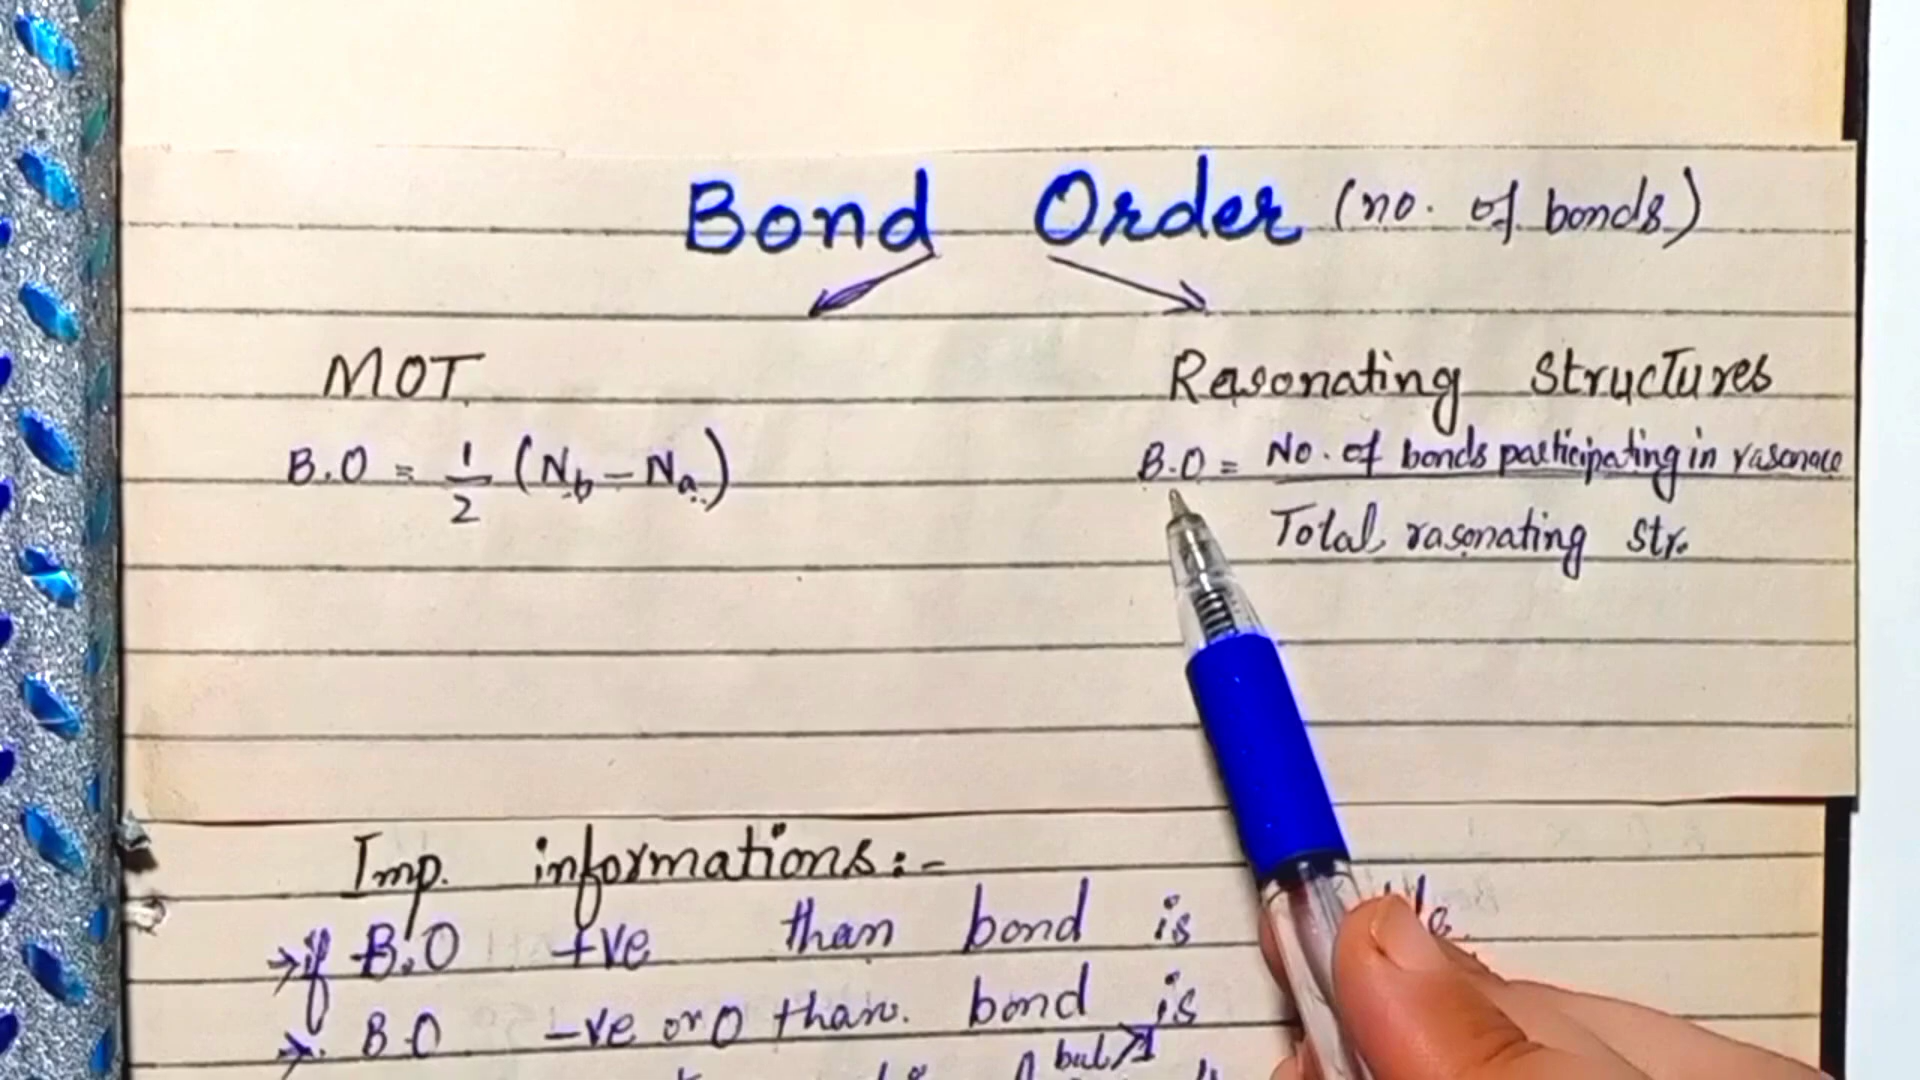 Bond Order (no. of bonds)
MOT
B.O = 1/2 (Nb - Na)
Rasonating Structures
B.O = No. of bonds participating in rasonace
Total rasonating str.
Imp. informations :-
→ if B.O +ve than bond is
→ B.O -ve or 0 than bond is